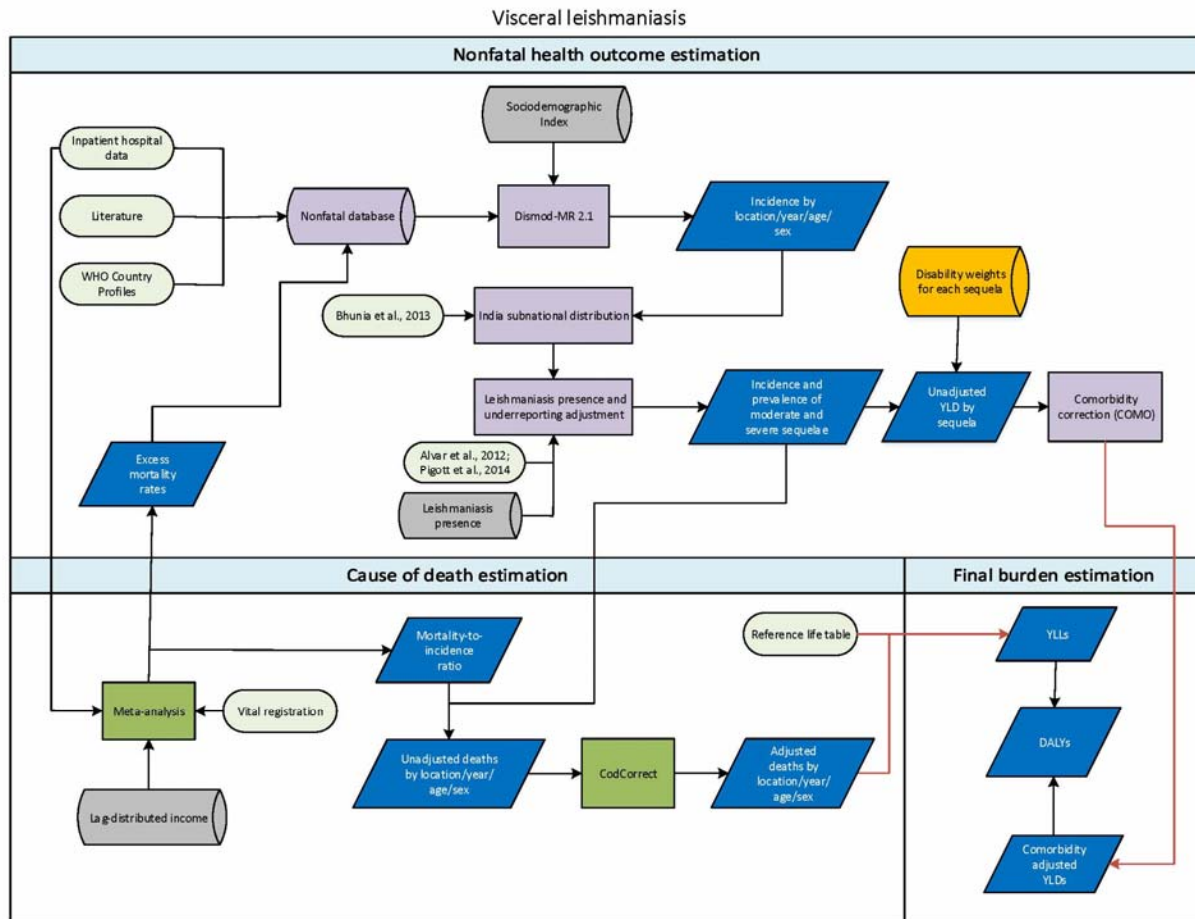 Visceral leishmaniasis
Nonfatal health outcome estimation
Sociodemographic
Index
Inpatient hospital
data
Literature
WHO Country
Profiles
Nonfatal database
Dismod-MR 2.1
Incidence by
location/year/age/
sex
Disability weights
for each sequela
Bhunia et al., 2013
India subnational distribution
Leishmaniasis presence and
underreporting adjustment
Incidence and
prevalence of
moderate and
severe sequelae
Unadjusted
YLD by
sequela
Comorbidity
correction (COMO)
Alvar et al., 2012;
Pigott et al., 2014
Leishmaniasis
presence
Excess
mortality
rates
Cause of death estimation
Final burden estimation
Reference life table
YLLs
Mortality-to-
incidence
ratio
Meta-analysis
Vital registration
DALYs
Unadjusted deaths
by location/year/
age/sex
CodCorrect
Adjusted
deaths by
location/year/
age/sex
Lag-distributed income
Comorbidity
adjusted
YLDs